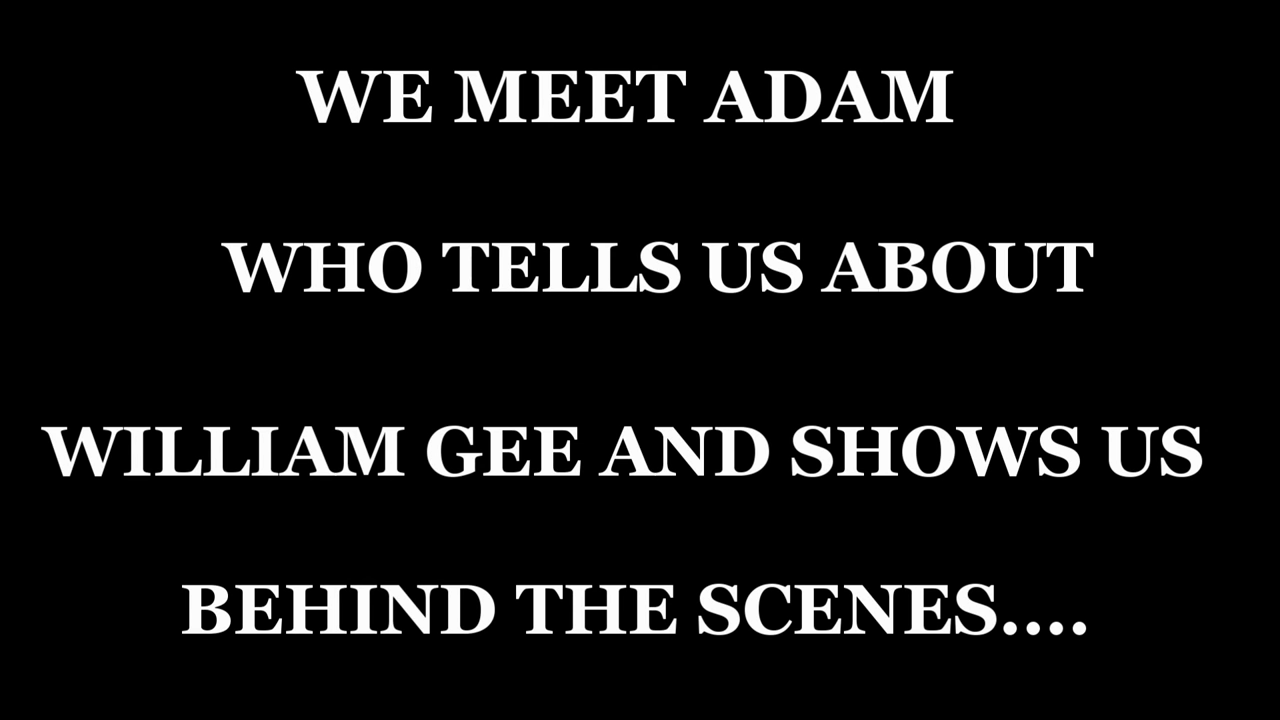 WE MEET ADAM
WHO TELLS US ABOUT
WILLIAM GEE AND SHOWS US
BEHIND THE SCENES....